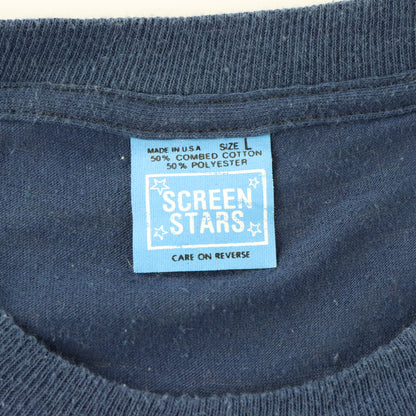 MADE IN U.S.A SIZE L
50% COMBED COTTON
50% POLYESTER
SCREEN
STARS
CARE ON REVERSE